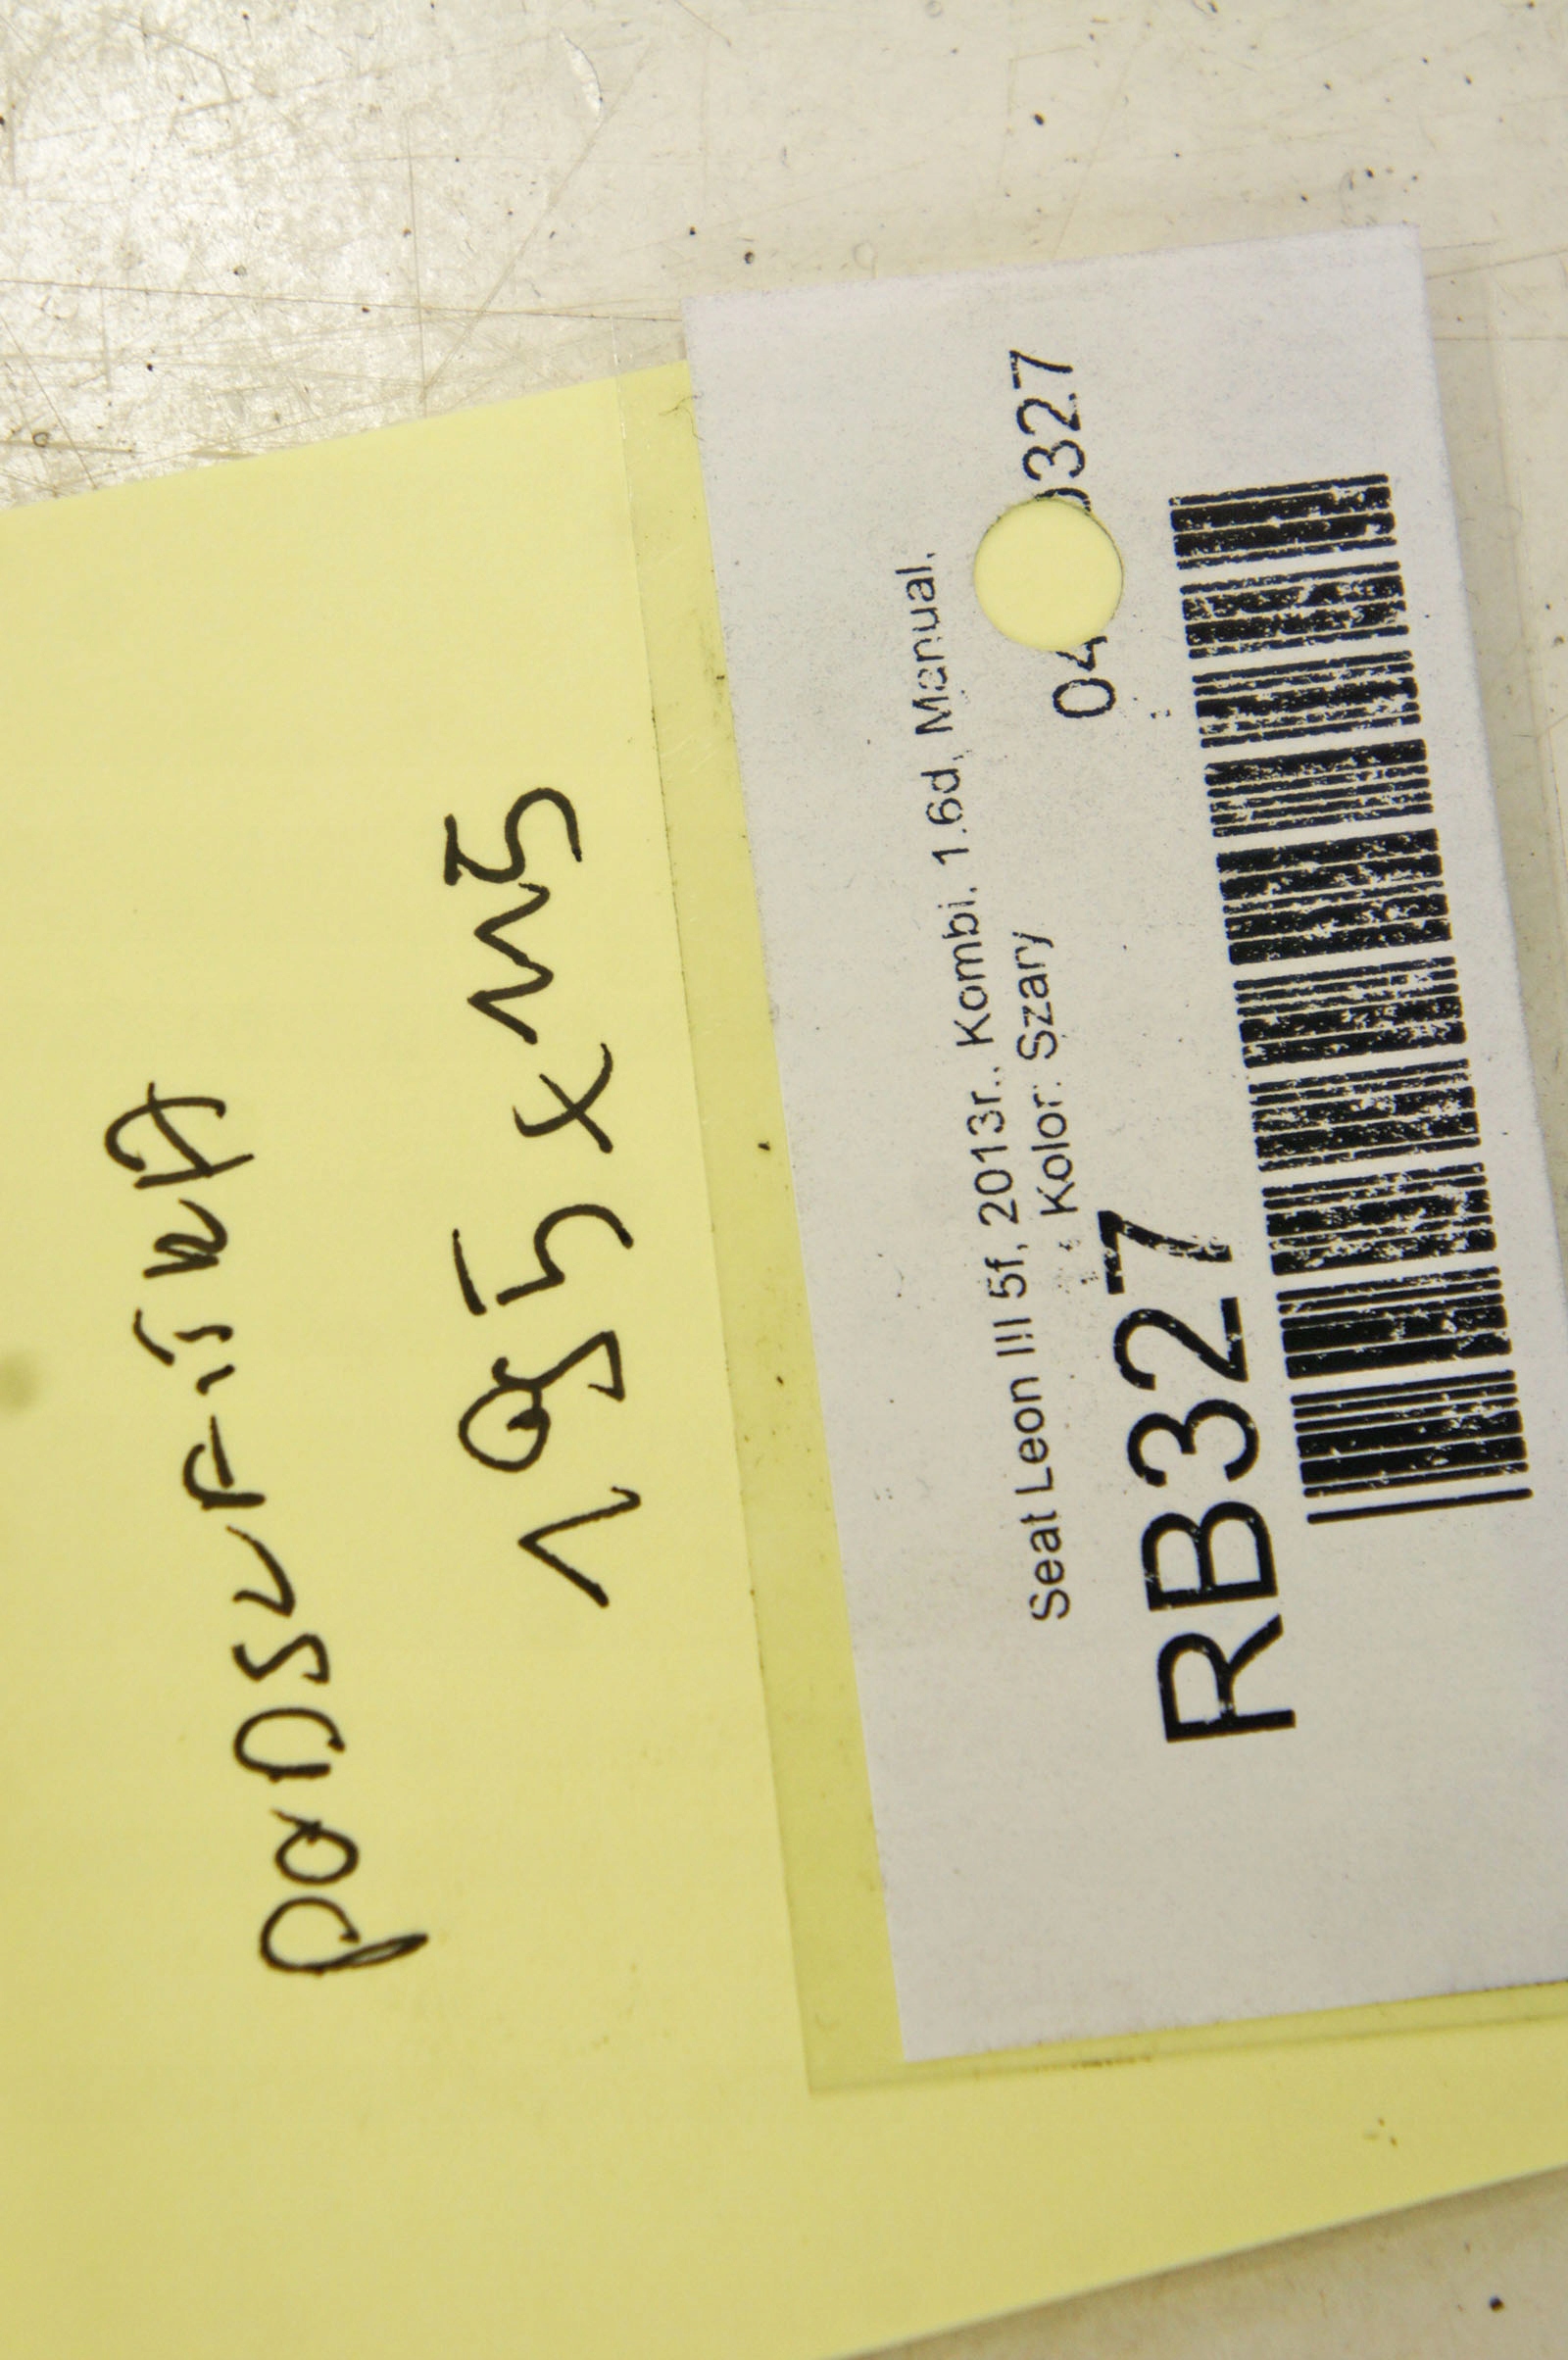 PODSUFITKA
195 x 115
Seat Leon III 5f, 2013r., Kombi, 1.6d, Manual,
Kolor: Szary
RB327